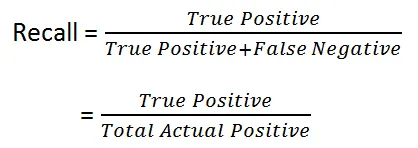 Recall = True Positive
True Positive+False Negative
= True Positive
Total Actual Positive